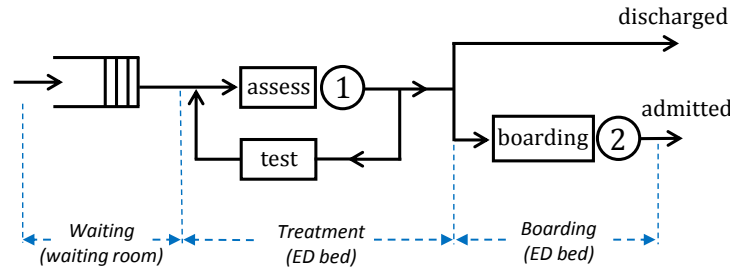 discharged
assess
1
admitted
test
boarding
2
Waiting
(waiting room)
Treatment
(ED bed)
Boarding
(ED bed)